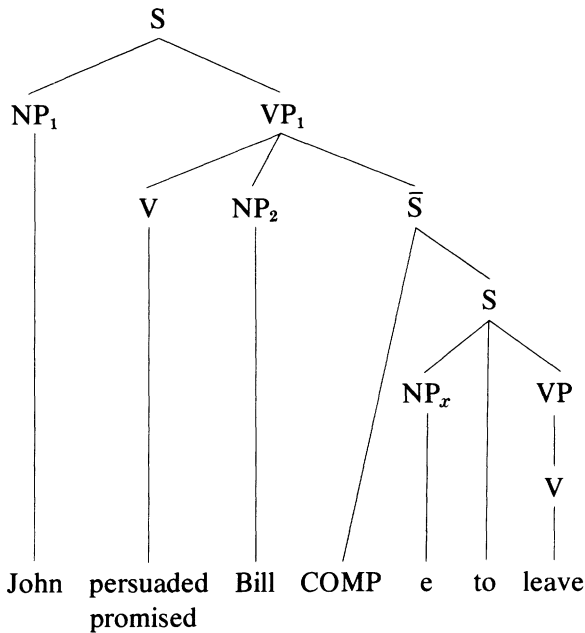 S
NP₁ VP₁
V NP₂ S̅
S
NPₓ VP
V
John persuaded Bill COMP e to leave
promised